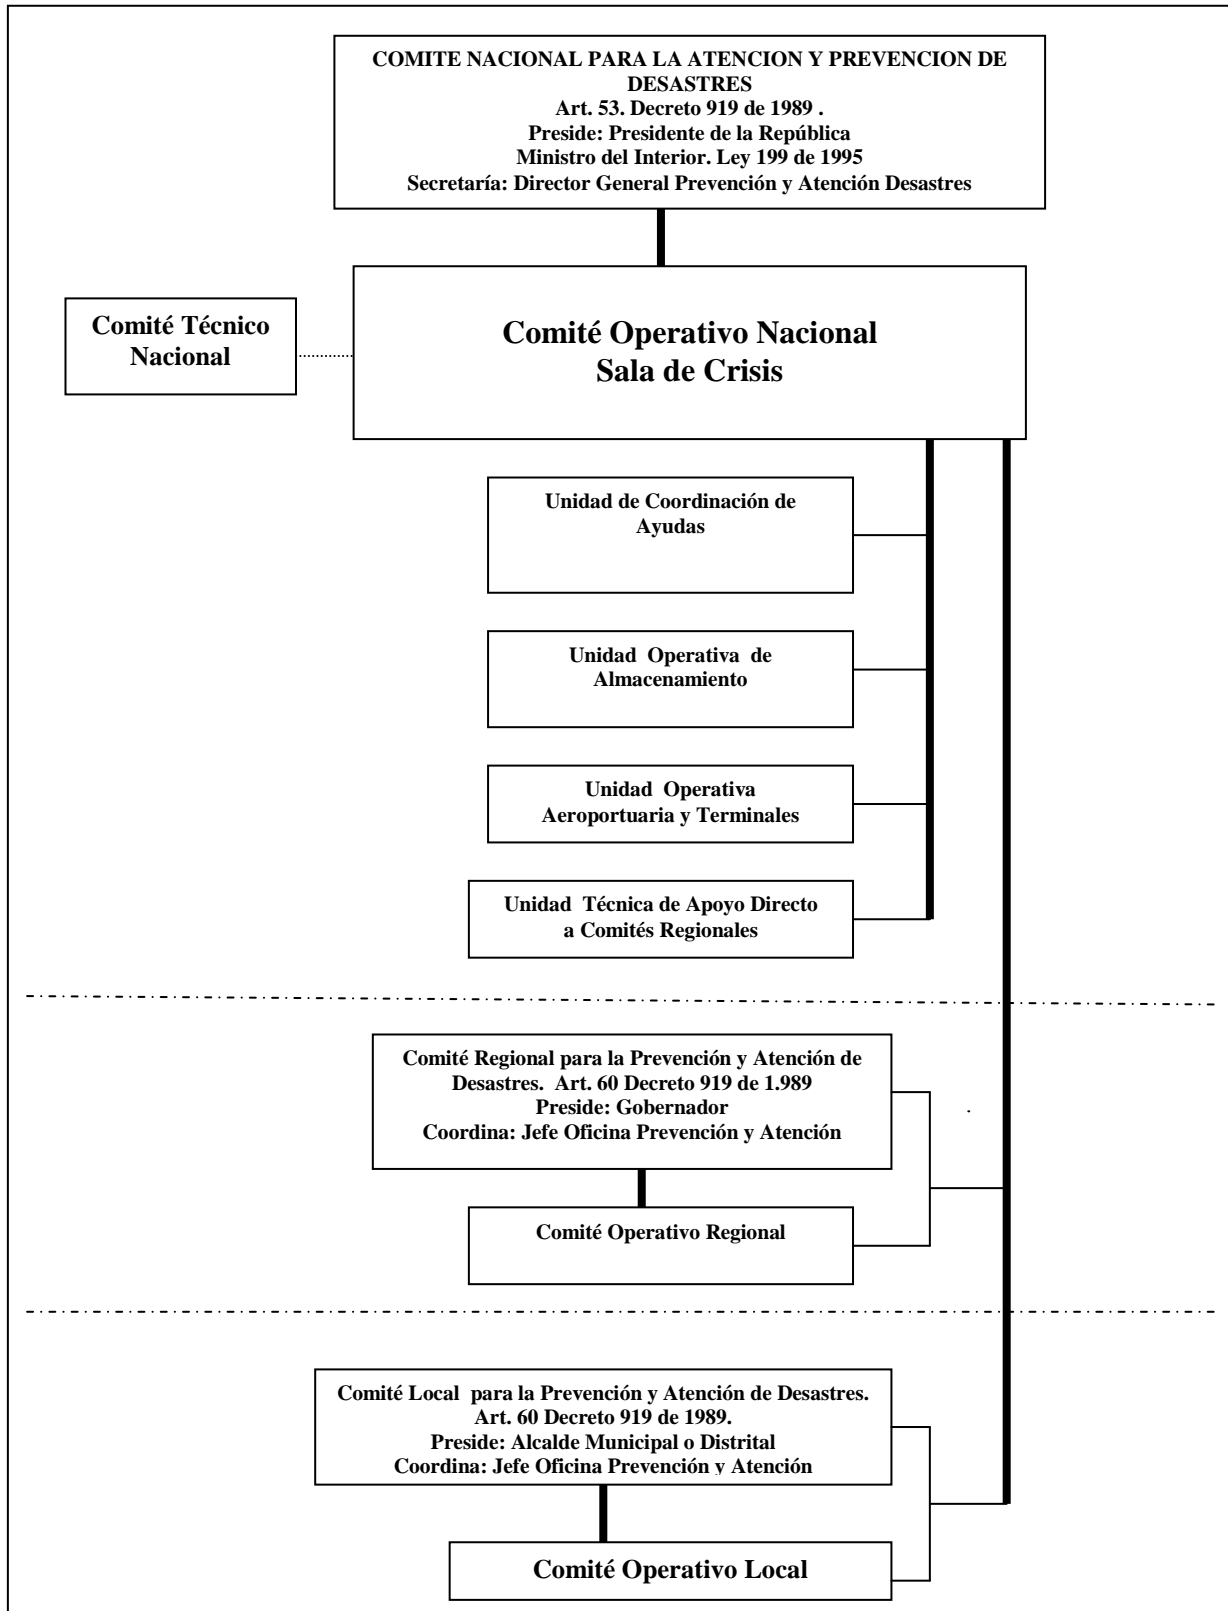 COMITE NACIONAL PARA LA ATENCION Y PREVENCION DE
DESASTRES
Art. 53. Decreto 919 de 1989 .
Preside: Presidente de la República
Ministro del Interior. Ley 199 de 1995
Secretaría: Director General Prevención y Atención Desastres
Comité Técnico
Nacional
Comité Operativo Nacional
Sala de Crisis
Unidad de Coordinación de
Ayudas
Unidad Operativa de
Almacenamiento
Unidad Operativa
Aeroportuaria y Terminales
Unidad Técnica de Apoyo Directo
a Comités Regionales
Comité Regional para la Prevención y Atención de
Desastres. Art. 60 Decreto 919 de 1.989
Preside: Gobernador
Coordina: Jefe Oficina Prevención y Atención
Comité Operativo Regional
Comité Local para la Prevención y Atención de Desastres.
Art. 60 Decreto 919 de 1989.
Preside: Alcalde Municipal o Distrital
Coordina: Jefe Oficina Prevención y Atención
Comité Operativo Local